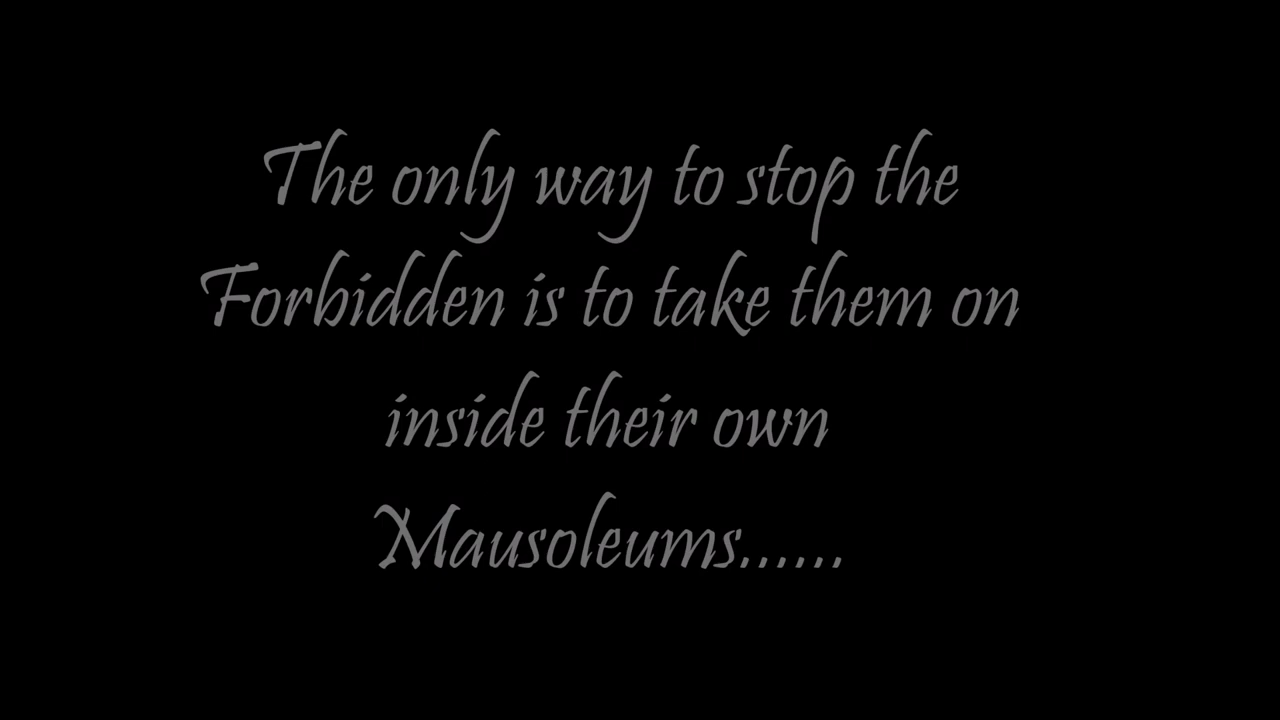 The only way to stop the
Forbidden is to take them on
inside their own
Mausoleums......